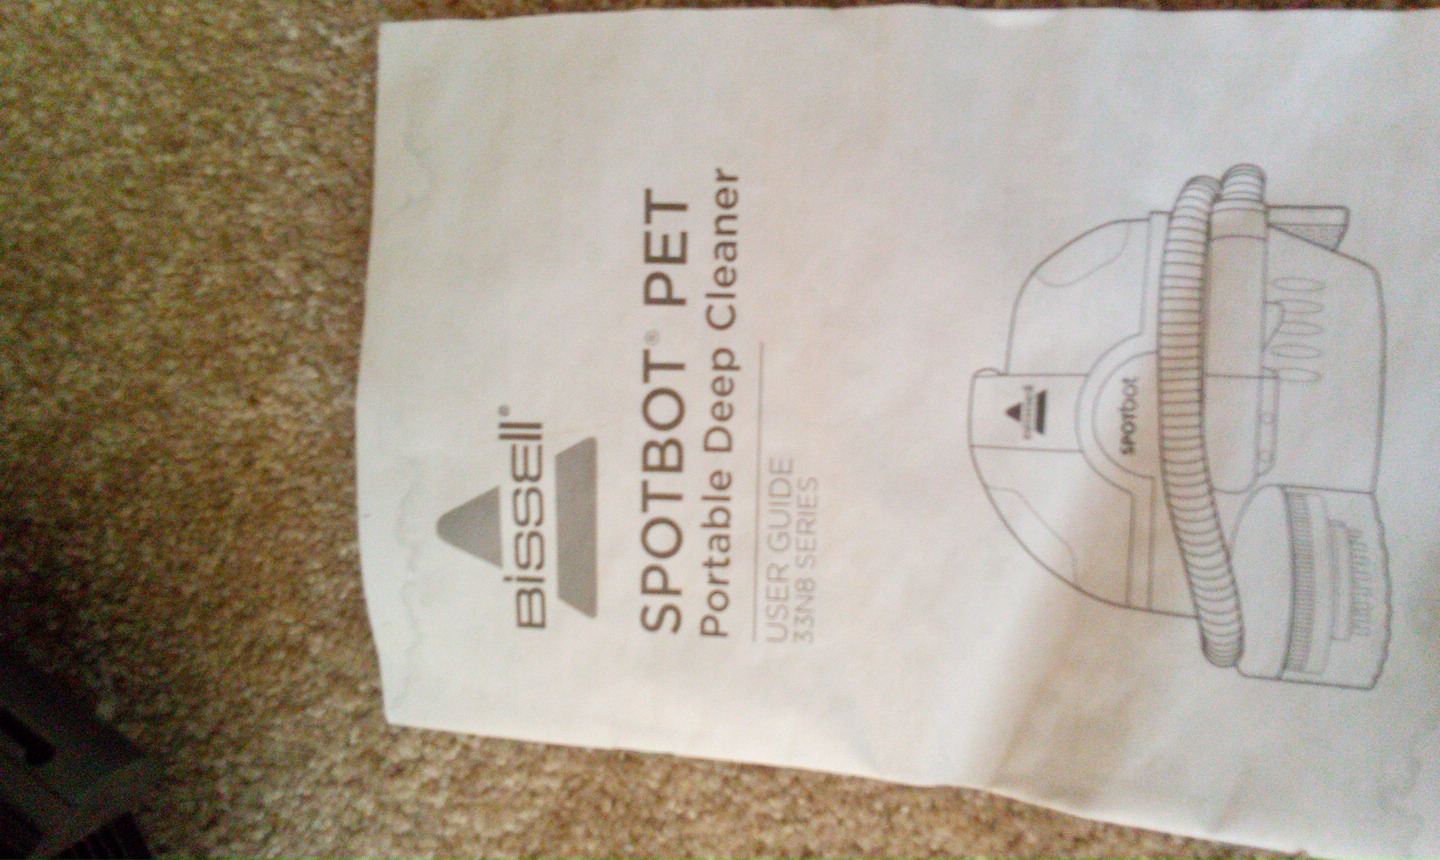 BiSSELL®
SPOTBOT® PET
Portable Deep Cleaner
USER GUIDE
33N8 SERIES
SPOTbot